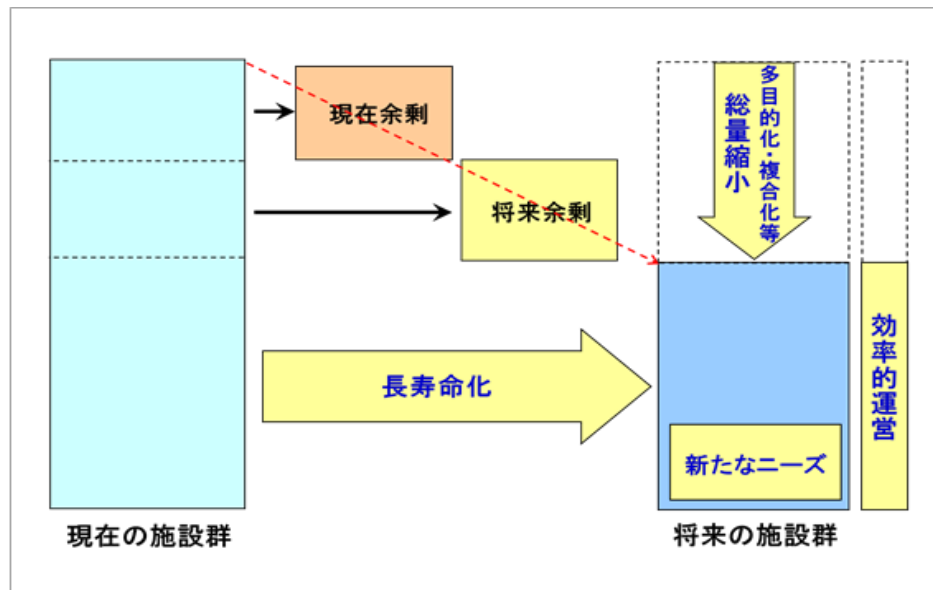 現在余剰
将来余剰
多目的化・複合化等
総量縮小
長寿命化
効率的運営
新たなニーズ
現在の施設群
将来の施設群